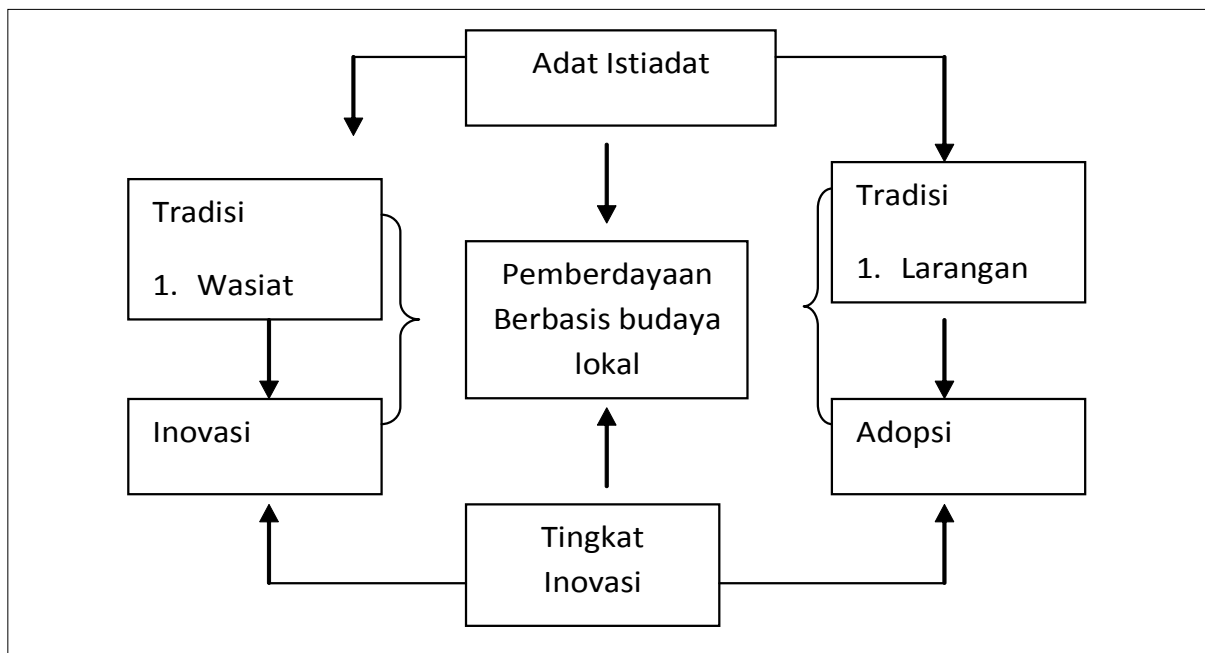 Adat Istiadat
Tradisi
1. Wasiat
Tradisi
1. Larangan
Pemberdayaan
Berbasis budaya
lokal
Inovasi
Adopsi
Tingkat
Inovasi